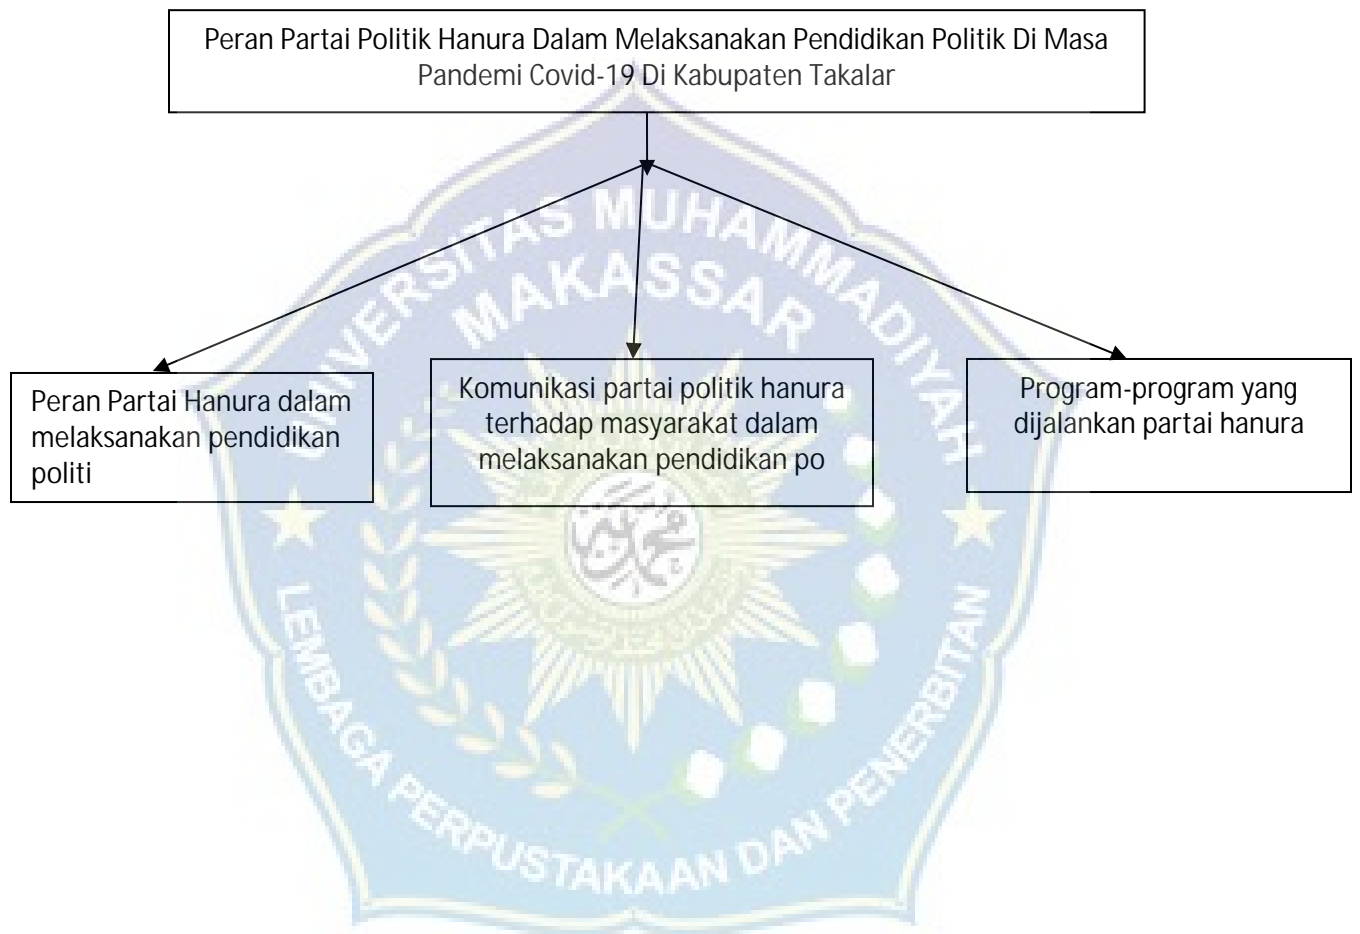 Peran Partai Politik Hanura Dalam Melaksanakan Pendidikan Politik Di Masa
Pandemi Covid-19 Di Kabupaten Takalar
UNIVERSITAS MUHAMMADIYAH
MAKASSAR
Peran Partai Hanura dalam
melaksanakan pendidikan
politi
Komunikasi partai politik hanura
terhadap masyarakat dalam
melaksanakan pendidikan po
Program-program yang
dijalankan partai hanura
LEMBAGA PERPUSTAKAAN DAN PENERBITAN